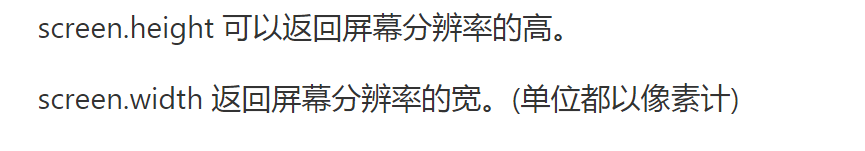 screen.height 可以返回屏幕分辨率的高。
screen.width 返回屏幕分辨率的宽。(单位都以像素计)